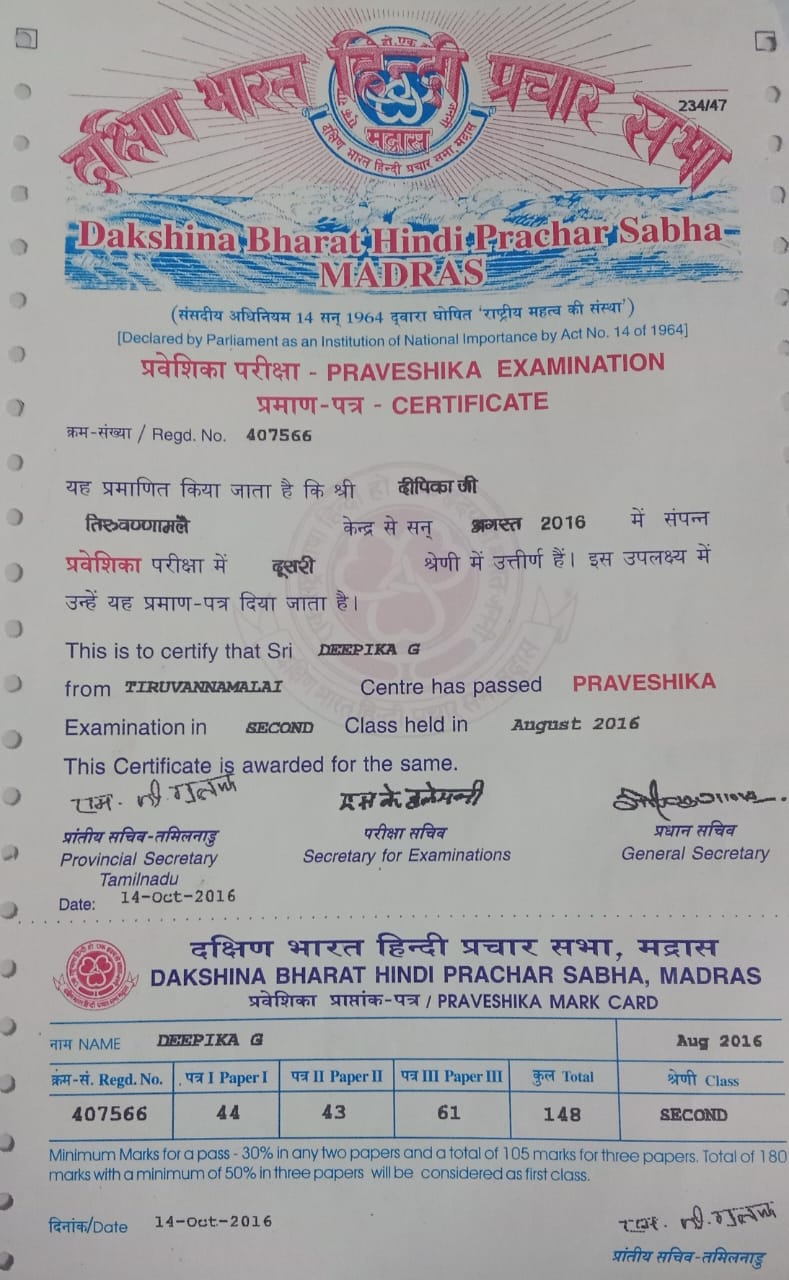 दक्षिण भारत हिन्दी प्रचार सभा
मद्रास
दक्षिण भारत हिन्दी प्रचार सभा, मद्रास
234/47
Dakshina Bharat Hindi Prachar Sabha
MADRAS
(संसदीय अधिनियम 14 सन् 1964 द्वारा घोषित 'राष्ट्रीय महत्व की संस्था')
[Declared by Parliament as an Institution of National Importance by Act No. 14 of 1964]
प्रवेशिका परीक्षा - PRAVESHIKA EXAMINATION
प्रमाण-पत्र - CERTIFICATE
क्रम-संख्या / Regd. No. 407566
यह प्रमाणित किया जाता है कि श्री दीपिका जी
तिरुवण्णामलै केन्द्र से सन् अगस्त 2016 में संपन्न
प्रवेशिका परीक्षा में दूसरी श्रेणी में उत्तीर्ण हैं। इस उपलक्ष्य में
उन्हें यह प्रमाण-पत्र दिया जाता है।
This is to certify that Sri DEEPIKA G
from TIRUVANNAMALAI Centre has passed PRAVESHIKA
Examination in SECOND Class held in August 2016
This Certificate is awarded for the same.
प्रांतीय सचिव-तमिलनाडु परीक्षा सचिव प्रधान सचिव
Provincial Secretary Secretary for Examinations General Secretary
Tamilnadu
Date: 14-Oct-2016
दक्षिण भारत हिन्दी प्रचार सभा, मद्रास
DAKSHINA BHARAT HINDI PRACHAR SABHA, MADRAS
प्रवेशिका प्राप्तांक-पत्र / PRAVESHIKA MARK CARD
नाम NAME DEEPIKA G Aug 2016
क्रम-सं. Regd. No. पत्र I Paper I पत्र II Paper II पत्र III Paper III कुल Total श्रेणी Class
407566 44 43 61 148 SECOND
Minimum Marks for a pass - 30% in any two papers and a total of 105 marks for three papers. Total of 180
marks with a minimum of 50% in three papers will be considered as first class.
दिनांक/Date 14-Oct-2016
प्रांतीय सचिव-तमिलनाडु